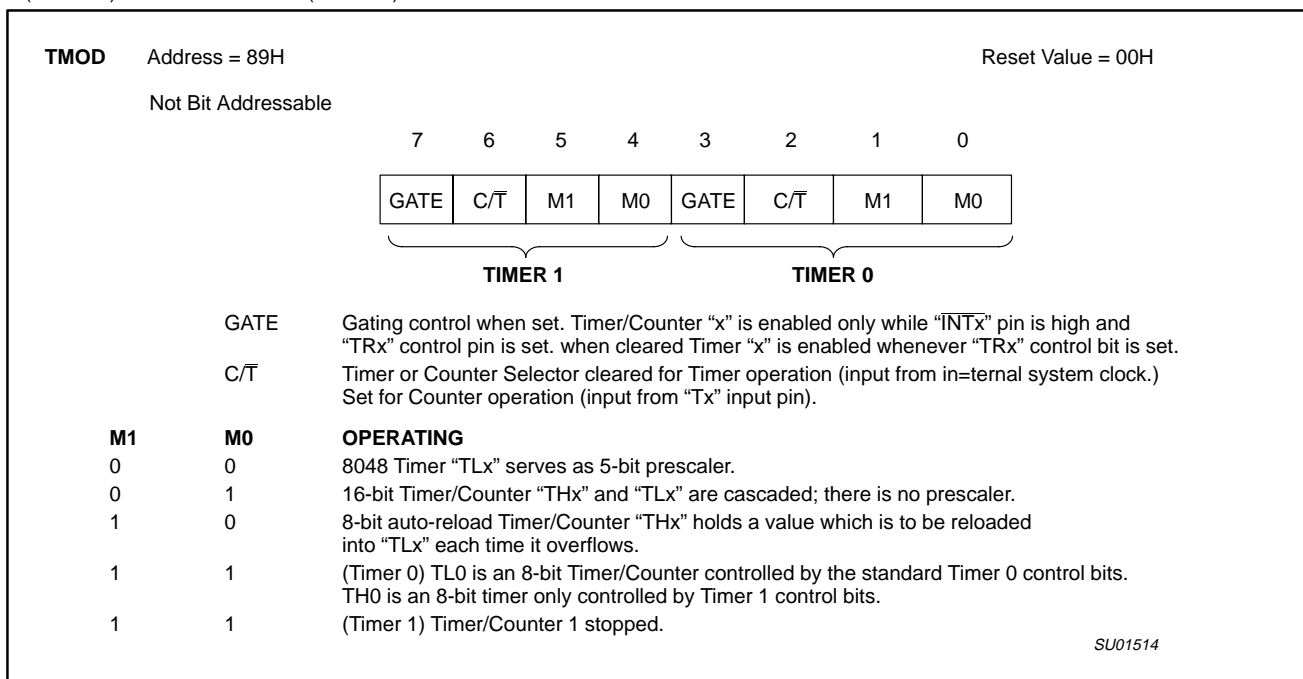 TMOD Address = 89H Reset Value = 00H
Not Bit Addressable
7 6 5 4 3 2 1 0
GATE C/T̅ M1 M0 GATE C/T̅ M1 M0
TIMER 1 TIMER 0
GATE Gating control when set. Timer/Counter “x” is enabled only while “I̅N̅T̅x̅” pin is high and
“TRx” control pin is set. when cleared Timer “x” is enabled whenever “TRx” control bit is set.
C/T̅ Timer or Counter Selector cleared for Timer operation (input from in=ternal system clock.)
Set for Counter operation (input from “Tx” input pin).
M1 M0 OPERATING
0 0 8048 Timer “TLx” serves as 5-bit prescaler.
0 1 16-bit Timer/Counter “THx” and “TLx” are cascaded; there is no prescaler.
1 0 8-bit auto-reload Timer/Counter “THx” holds a value which is to be reloaded
into “TLx” each time it overflows.
1 1 (Timer 0) TL0 is an 8-bit Timer/Counter controlled by the standard Timer 0 control bits.
TH0 is an 8-bit timer only controlled by Timer 1 control bits.
1 1 (Timer 1) Timer/Counter 1 stopped.
SU01514